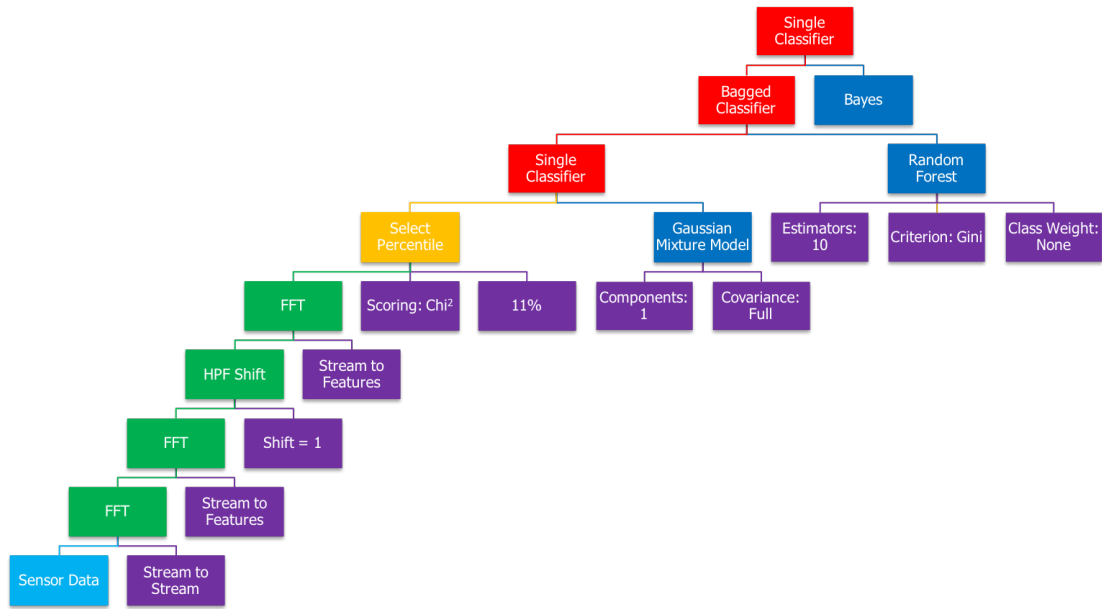 Single
Classifier
Bagged
Classifier
Bayes
Single
Classifier
Random
Forest
Select
Percentile
Gaussian
Mixture Model
Estimators:
10
Criterion: Gini
Class Weight:
None
FFT
Scoring: Chi²
11%
Components:
1
Covariance:
Full
HPF Shift
Stream to
Features
FFT
Shift = 1
FFT
Stream to
Features
Sensor Data
Stream to
Stream